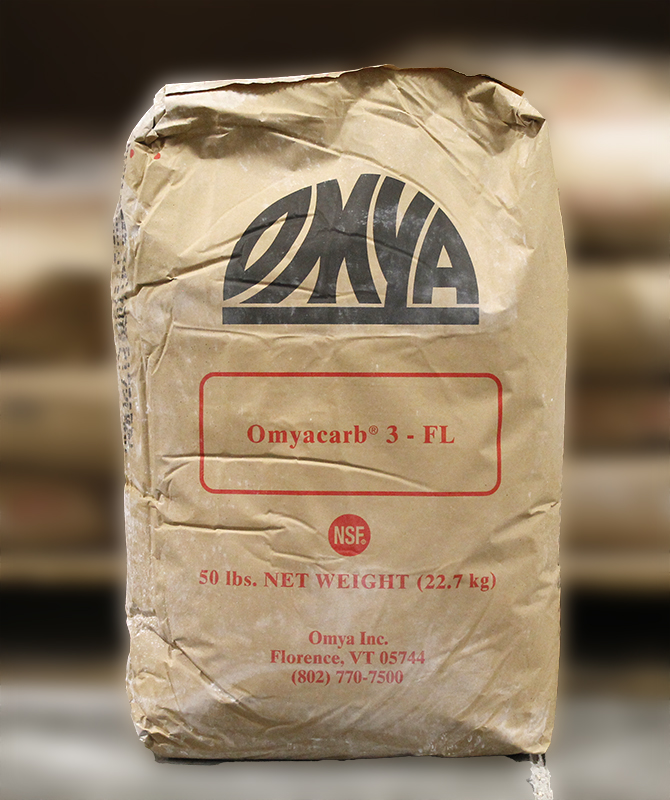 OMYA
Omyacarb® 3 - FL
NSF®
50 lbs. NET WEIGHT (22.7 kg)
Omya Inc.
Florence, VT 05744
(802) 770-7500